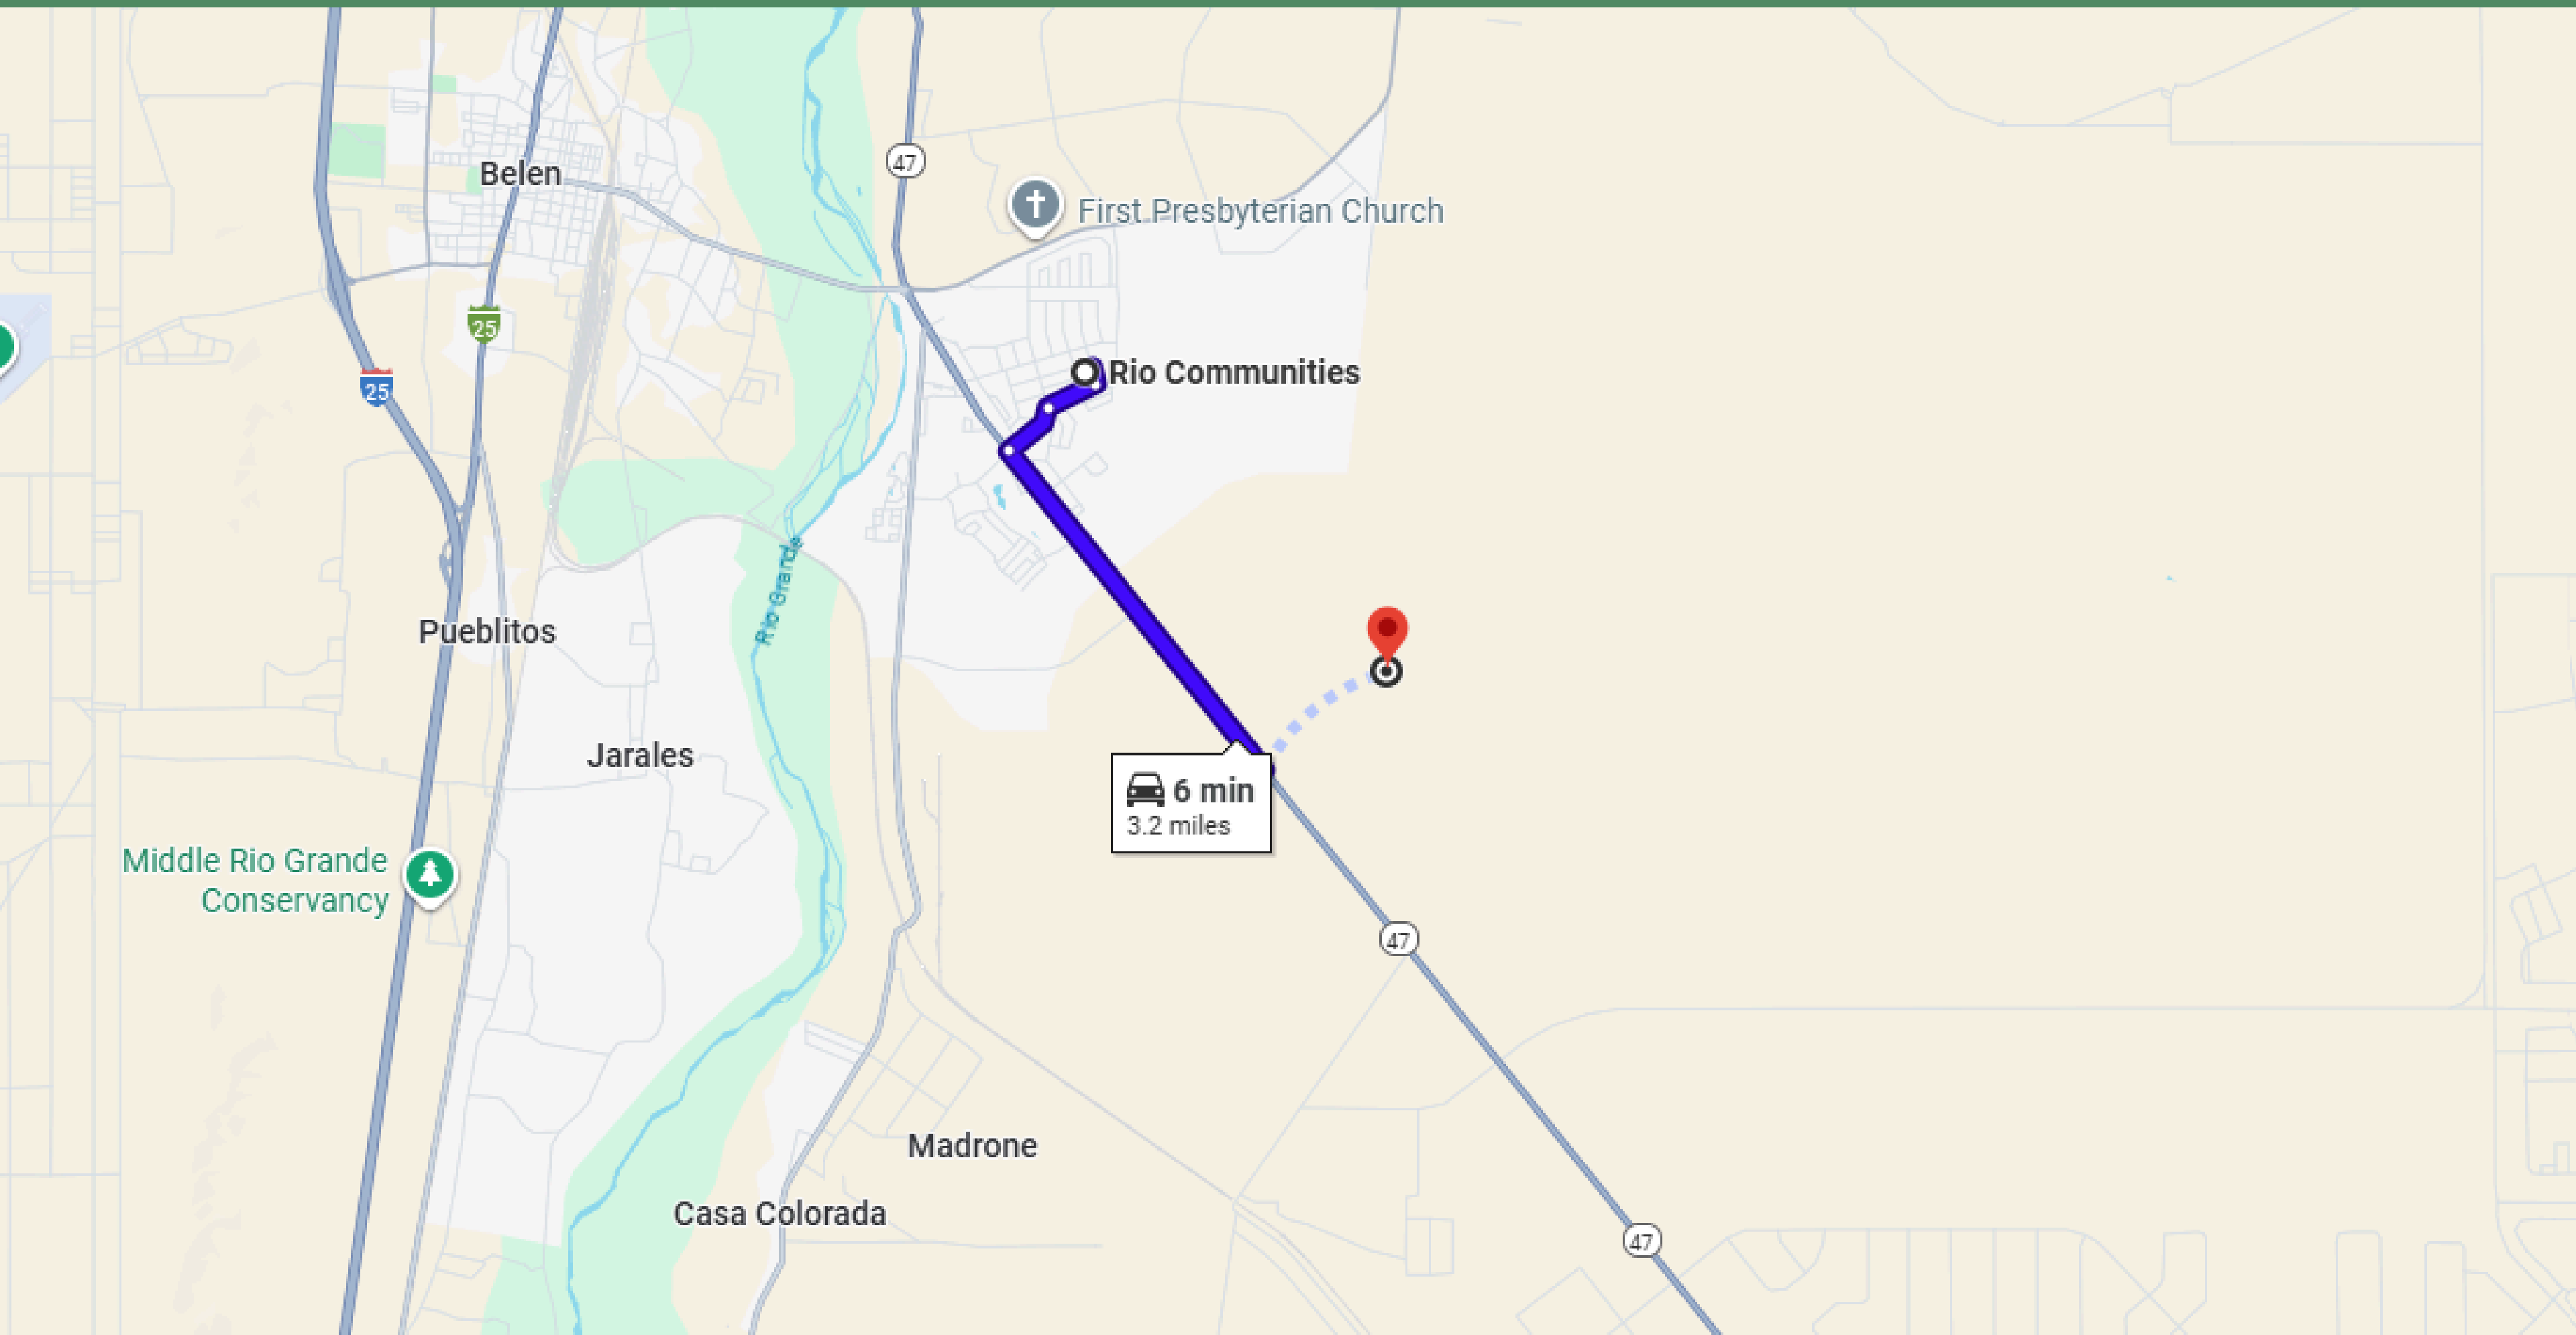 47
Belen
First Presbyterian Church
25
Rio Communities
25
Rio Grande
Pueblitos
Jarales
6 min
3.2 miles
Middle Rio Grande
Conservancy
47
Madrone
Casa Colorada
47